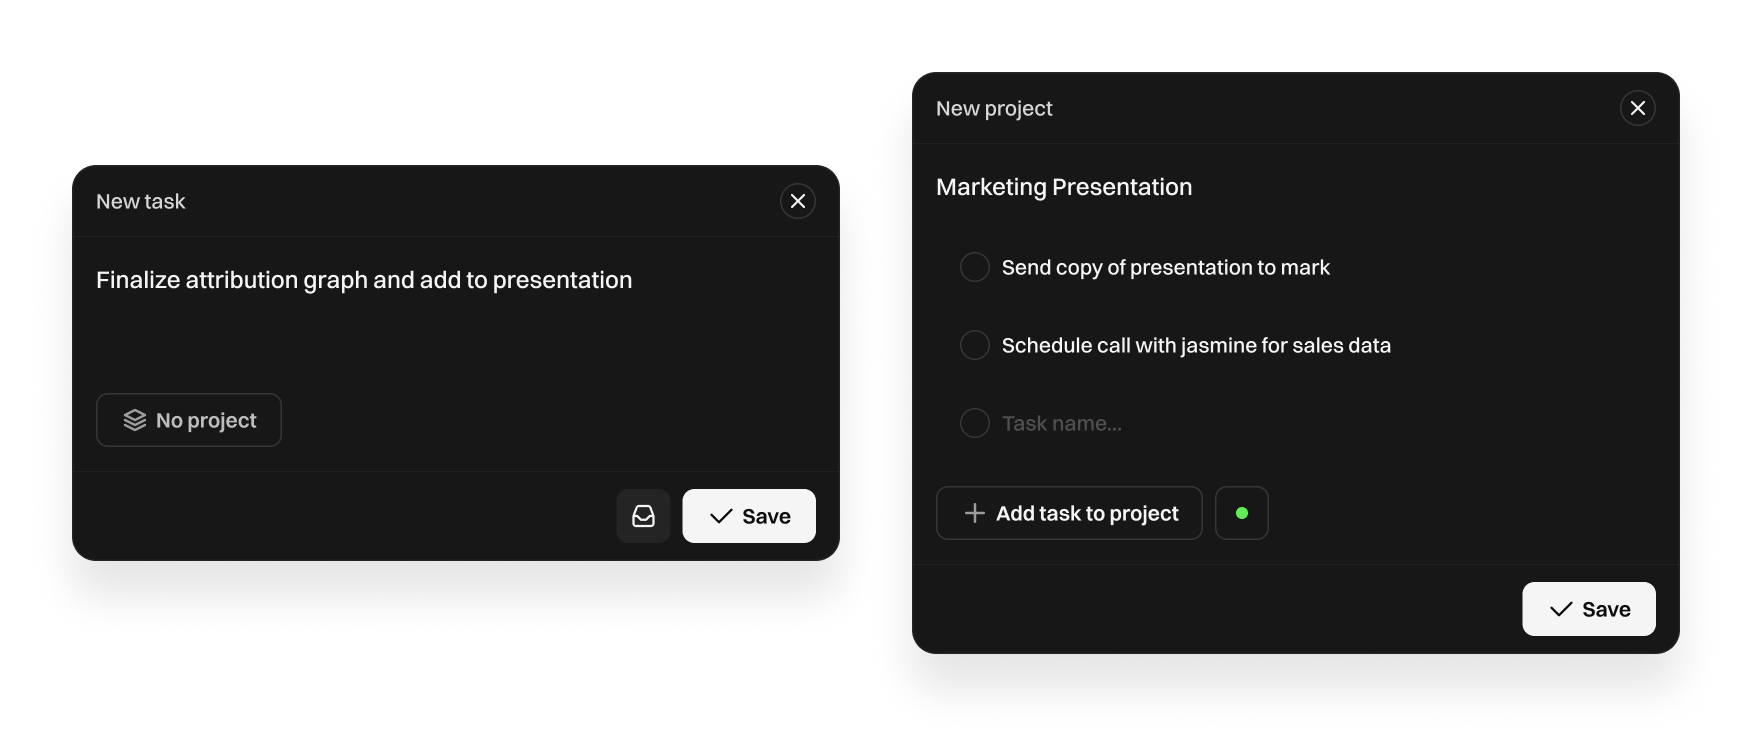 New task
Finalize attribution graph and add to presentation
No project
Save
New project
Marketing Presentation
Send copy of presentation to mark
Schedule call with jasmine for sales data
Task name...
Add task to project
Save